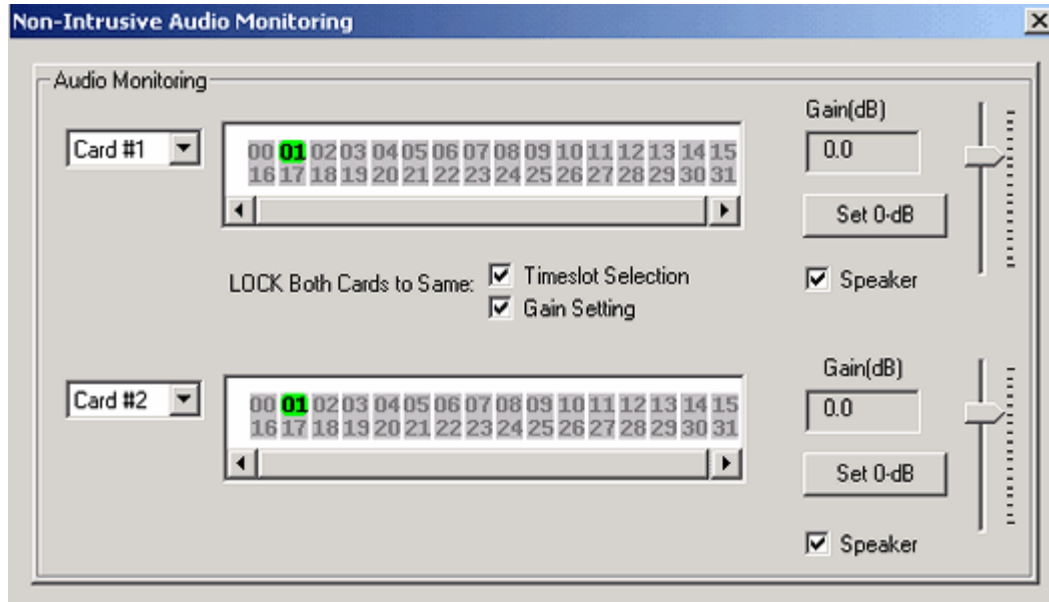 Non-Intrusive Audio Monitoring
Audio Monitoring
Card #1
00 01 02 03 04 05 06 07 08 09 10 11 12 13 14 15
16 17 18 19 20 21 22 23 24 25 26 27 28 29 30 31
Gain(dB)
0.0
Set 0-dB
Speaker
LOCK Both Cards to Same:
Timeslot Selection
Gain Setting
Card #2
00 01 02 03 04 05 06 07 08 09 10 11 12 13 14 15
16 17 18 19 20 21 22 23 24 25 26 27 28 29 30 31
Gain(dB)
0.0
Set 0-dB
Speaker